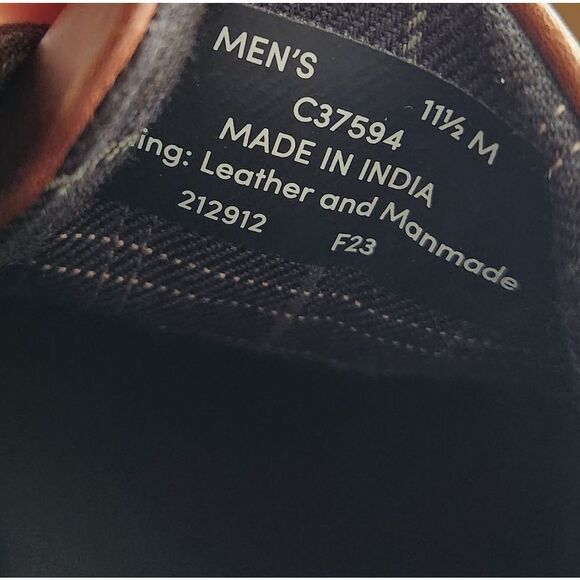 MEN'S
C37594 11½ M
MADE IN INDIA
ing: Leather and Manmade
212912 F23